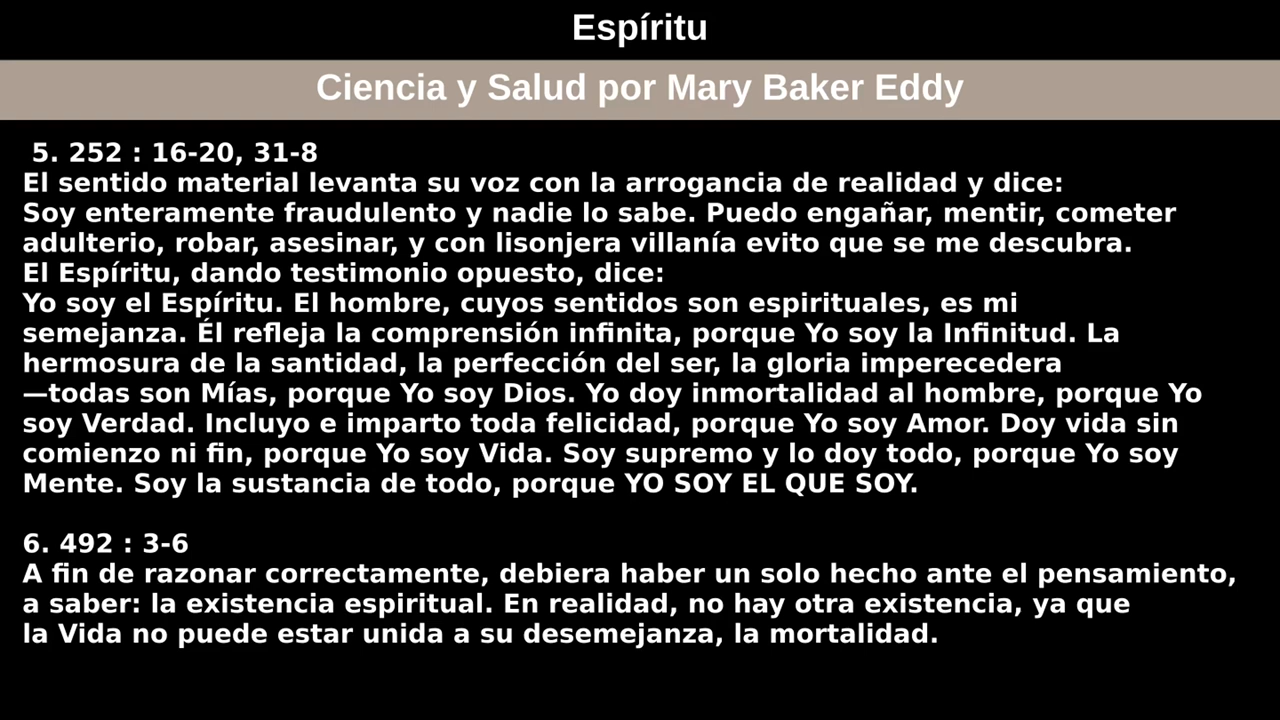 Espíritu
Ciencia y Salud por Mary Baker Eddy
5. 252 : 16-20, 31-8
El sentido material levanta su voz con la arrogancia de realidad y dice:
Soy enteramente fraudulento y nadie lo sabe. Puedo engañar, mentir, cometer
adulterio, robar, asesinar, y con lisonjera villanía evito que se me descubra.
El Espíritu, dando testimonio opuesto, dice:
Yo soy el Espíritu. El hombre, cuyos sentidos son espirituales, es mi
semejanza. Él refleja la comprensión infinita, porque Yo soy la Infinitud. La
hermosura de la santidad, la perfección del ser, la gloria imperecedera
—todas son Mías, porque Yo soy Dios. Yo doy inmortalidad al hombre, porque Yo
soy Verdad. Incluyo e imparto toda felicidad, porque Yo soy Amor. Doy vida sin
comienzo ni fin, porque Yo soy Vida. Soy supremo y lo doy todo, porque Yo soy
Mente. Soy la sustancia de todo, porque YO SOY EL QUE SOY.
6. 492 : 3-6
A fin de razonar correctamente, debiera haber un solo hecho ante el pensamiento,
a saber: la existencia espiritual. En realidad, no hay otra existencia, ya que
la Vida no puede estar unida a su desemejanza, la mortalidad.